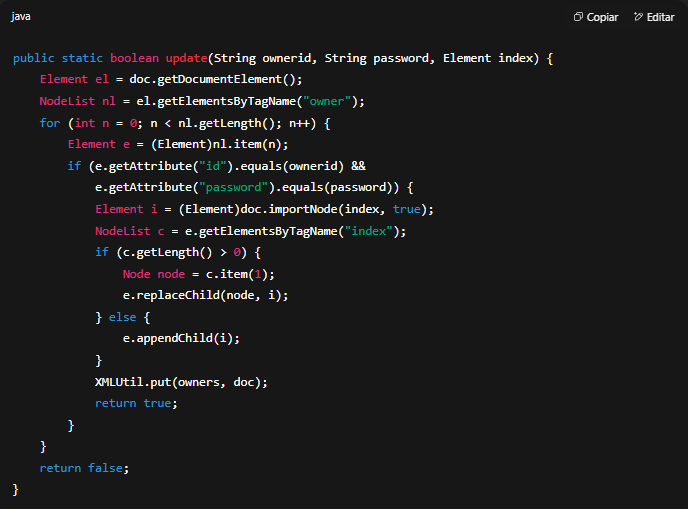 java
Copiar Editar
public static boolean update(String ownerid, String password, Element index) {
    Element el = doc.getDocumentElement();
    NodeList nl = el.getElementsByTagName("owner");
    for (int n = 0; n < nl.getLength(); n++) {
        Element e = (Element)nl.item(n);
        if (e.getAttribute("id").equals(ownerid) &&
            e.getAttribute("password").equals(password)) {
            Element i = (Element)doc.importNode(index, true);
            NodeList c = e.getElementsByTagName("index");
            if (c.getLength() > 0) {
                Node node = c.item(1);
                e.replaceChild(node, i);
            } else {
                e.appendChild(i);
            }
            XMLUtil.put(owners, doc);
            return true;
        }
    }
    return false;
}